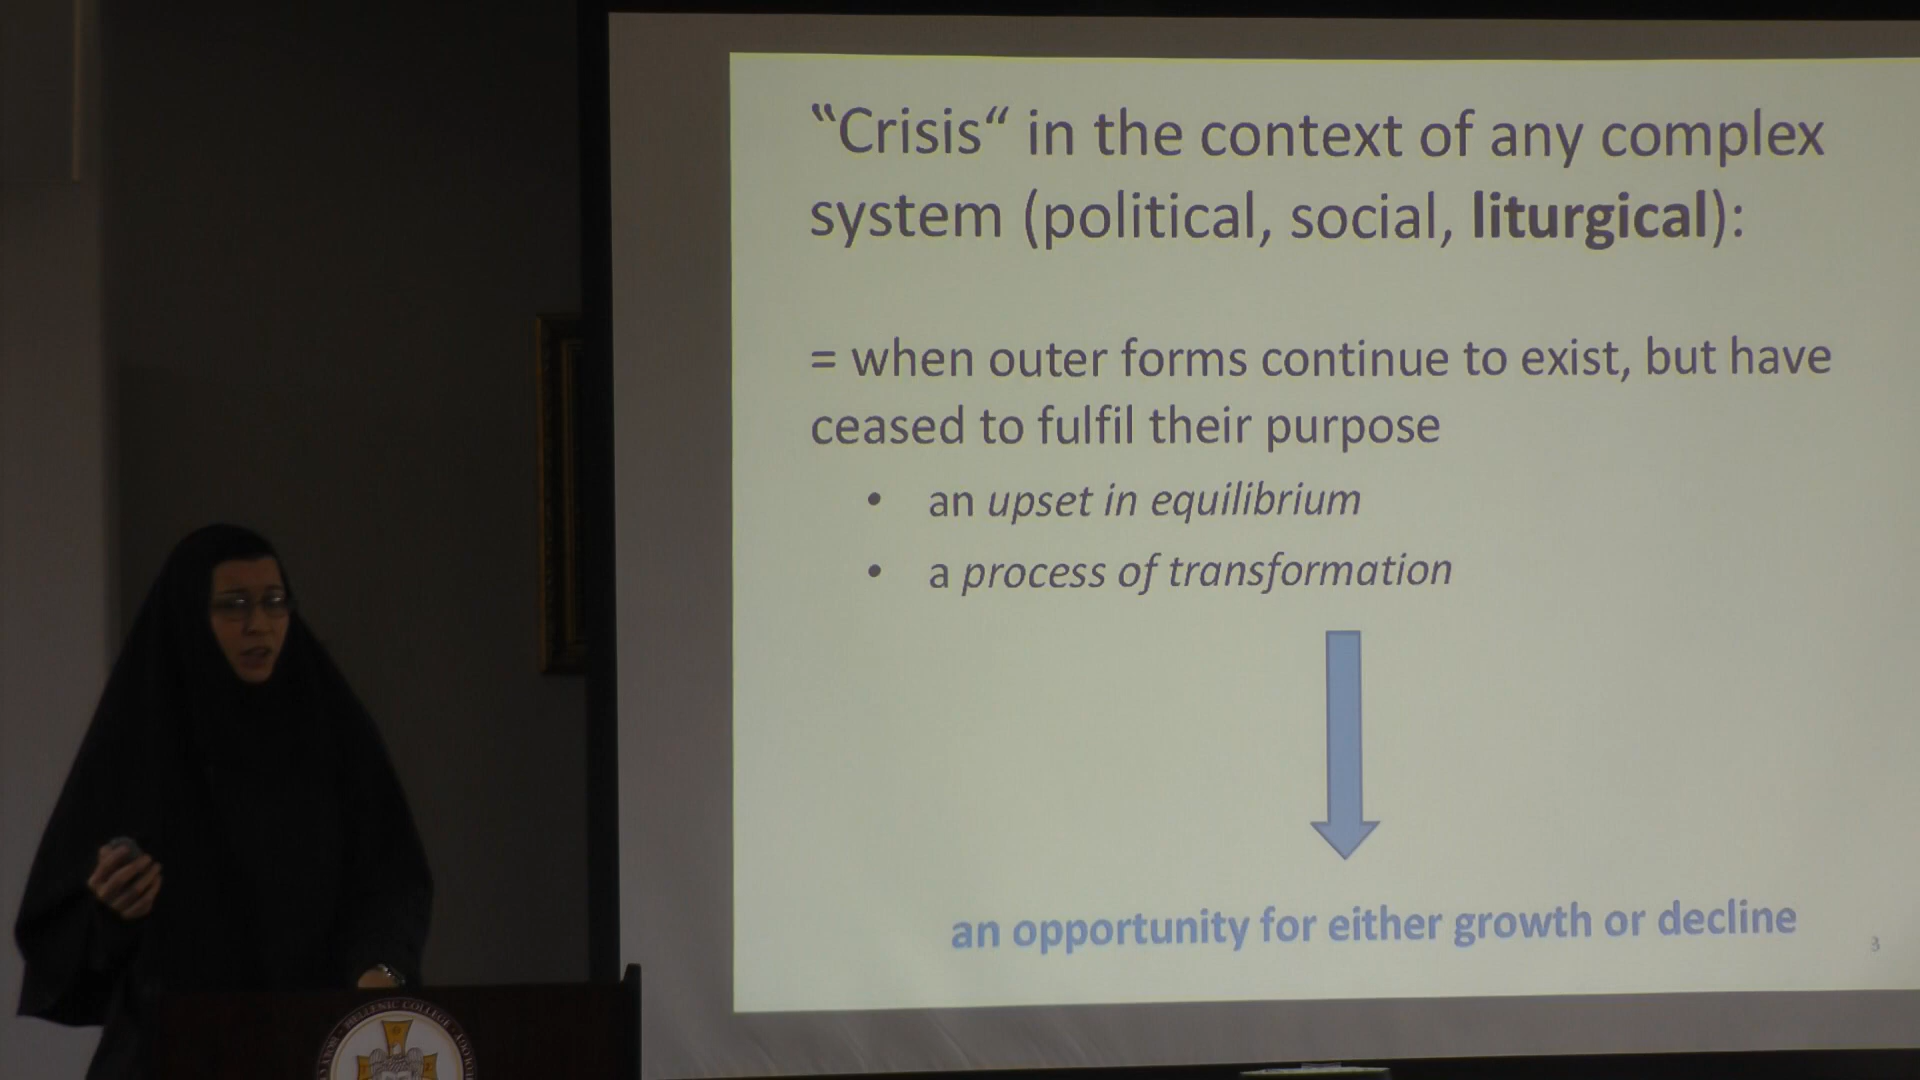 ‟Crisis“ in the context of any complex
system (political, social, liturgical):
= when outer forms continue to exist, but have
ceased to fulfil their purpose
• an upset in equilibrium
• a process of transformation
an opportunity for either growth or decline
3
HELLENIC COLLEGE